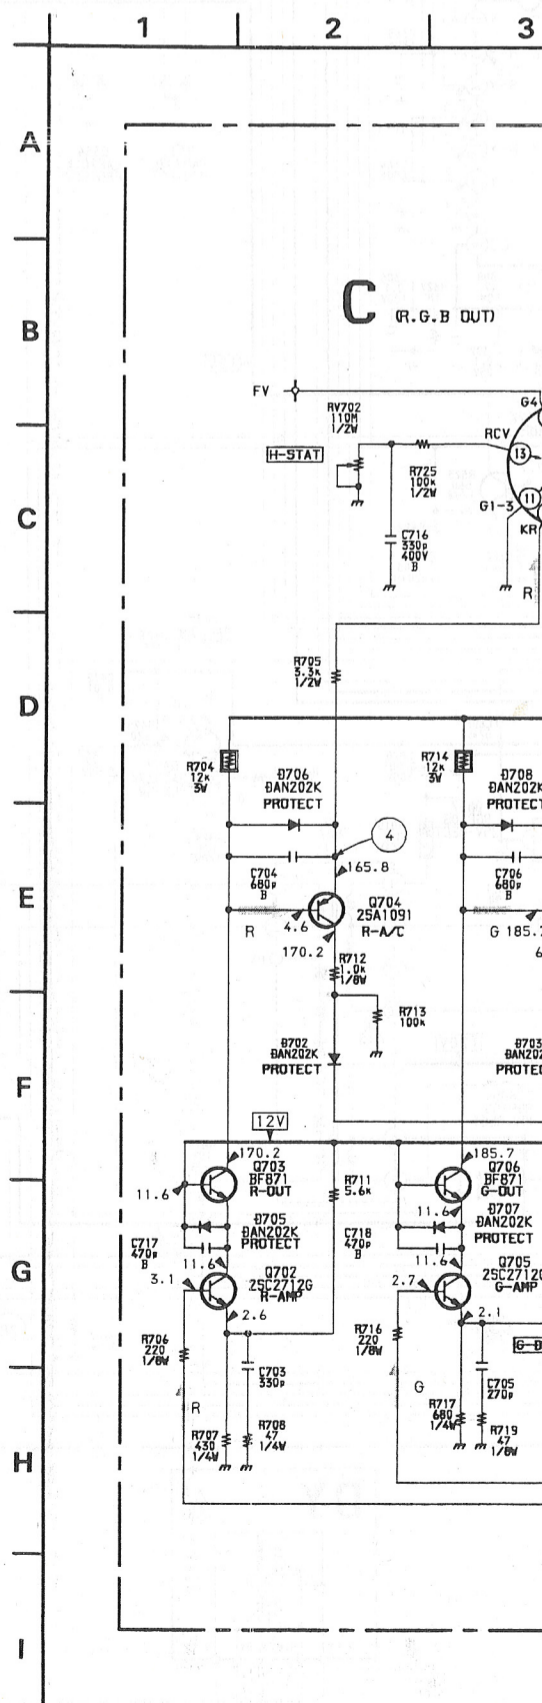 1
2
3
A
B
C
D
E
F
G
H
I
C (R.G.B OUT)
FV
G4
RV702
110M
1/2W
RCV
H-STAT
13
R725
100k
1/2W
G1-3
11
KR
C716
330p
400V
B
R
R705
3.3k
1/2W
R704
12k
3W
R714
12k
3W
D706
DAN202K
PROTECT
D708
DAN202K
PROTECT
4
C704
680p
B
165.8
C706
680p
B
Q704
2SA1091
R-A/C
R
4.6
170.2
G 185.7
R712
1.0k
1/8W
R713
100k
D702
DAN202K
PROTECT
D703
DAN202
PROTEC
12V
170.2
185.7
Q703
BF871
R-OUT
Q706
BF871
G-OUT
11.6
R711
5.6k
11.6
D705
DAN202K
PROTECT
D707
DAN202K
PROTECT
C717
470p
B
C718
470p
B
11.6
11.6
3.1
Q702
2SC2712G
R-AMP
2.7
Q705
2SC2712G
G-AMP
2.6
2.1
R706
220
1/8W
R716
220
1/8W
G-D
C703
330p
C705
270p
R
G
R707
430
1/4W
R708
47
1/4W
R717
680
1/4W
R719
47
1/8W